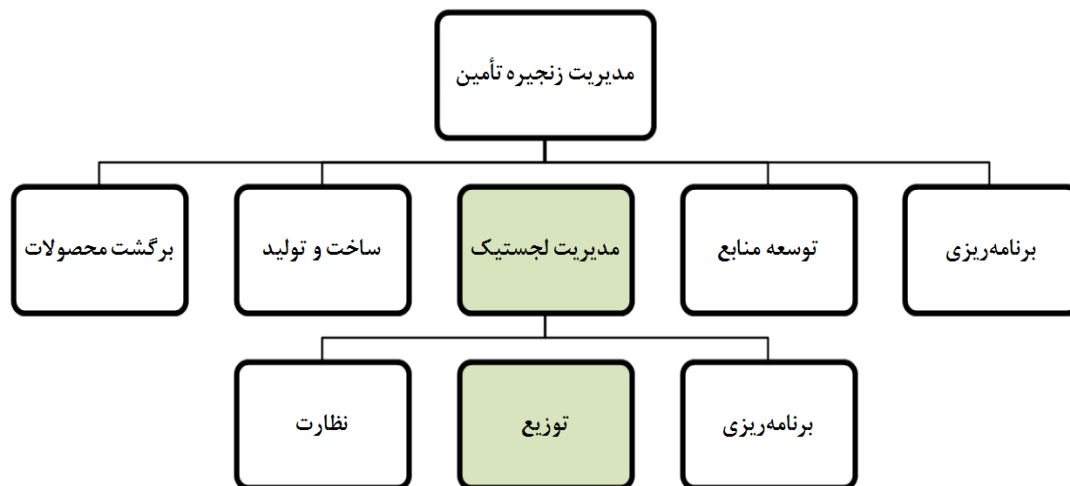 مدیریت زنجیره تأمین
برنامه‌ریزی
توسعه منابع
مدیریت لجستیک
ساخت و تولید
برگشت محصولات
برنامه‌ریزی
توزیع
نظارت